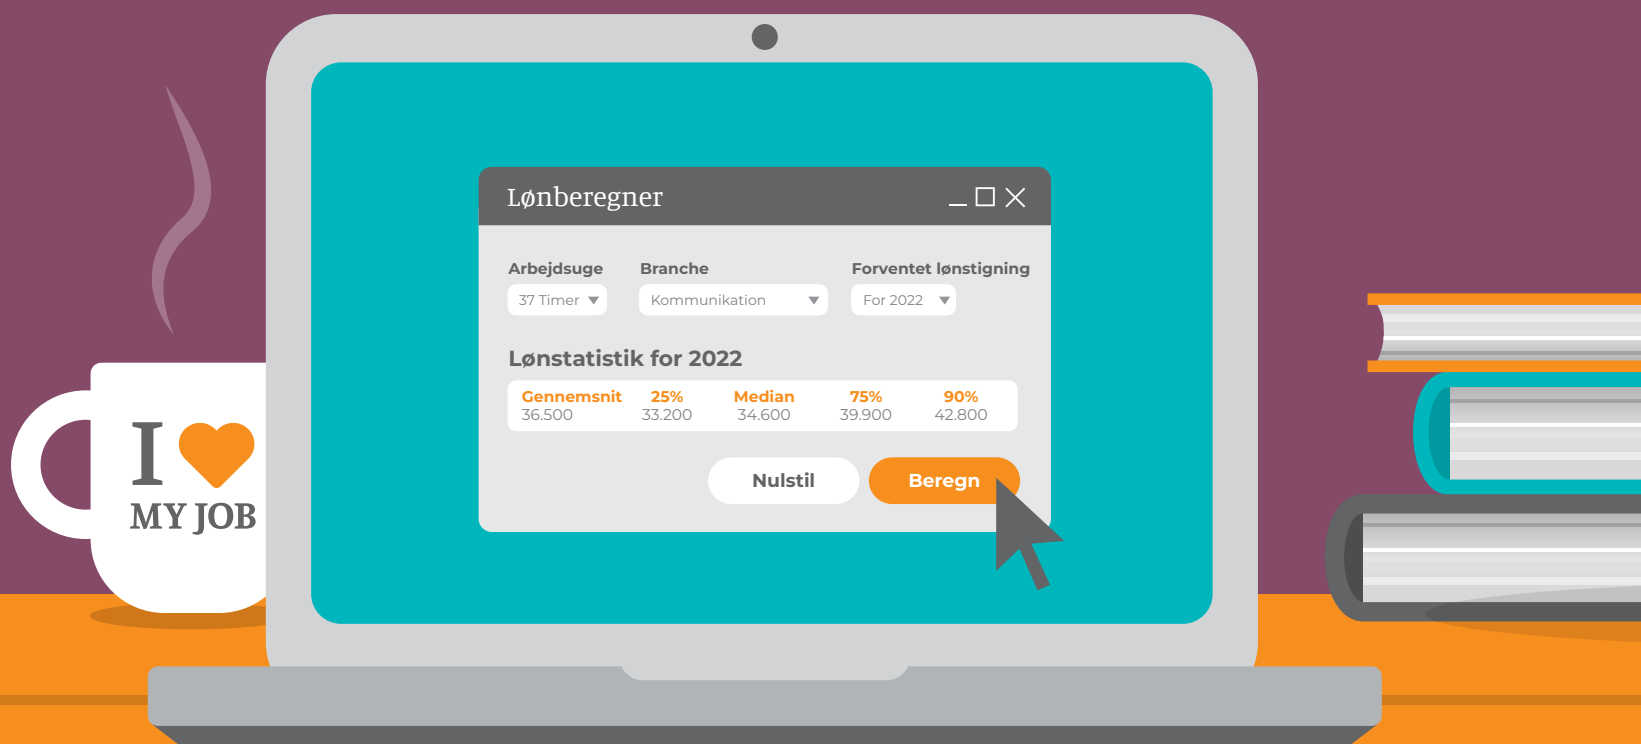 I
MY JOB
Lønberegner
Arbejdsuge Branche Forventet lønstigning
37 Timer Kommunikation For 2022
Lønstatistik for 2022
Gennemsnit 25% Median 75% 90%
36.500 33.200 34.600 39.900 42.800
Nulstil Beregn